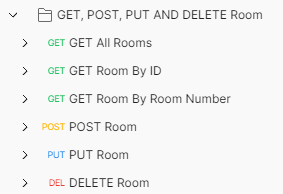 GET, POST, PUT AND DELETE Room
GET GET All Rooms
GET GET Room By ID
GET GET Room By Room Number
POST POST Room
PUT PUT Room
DEL DELETE Room